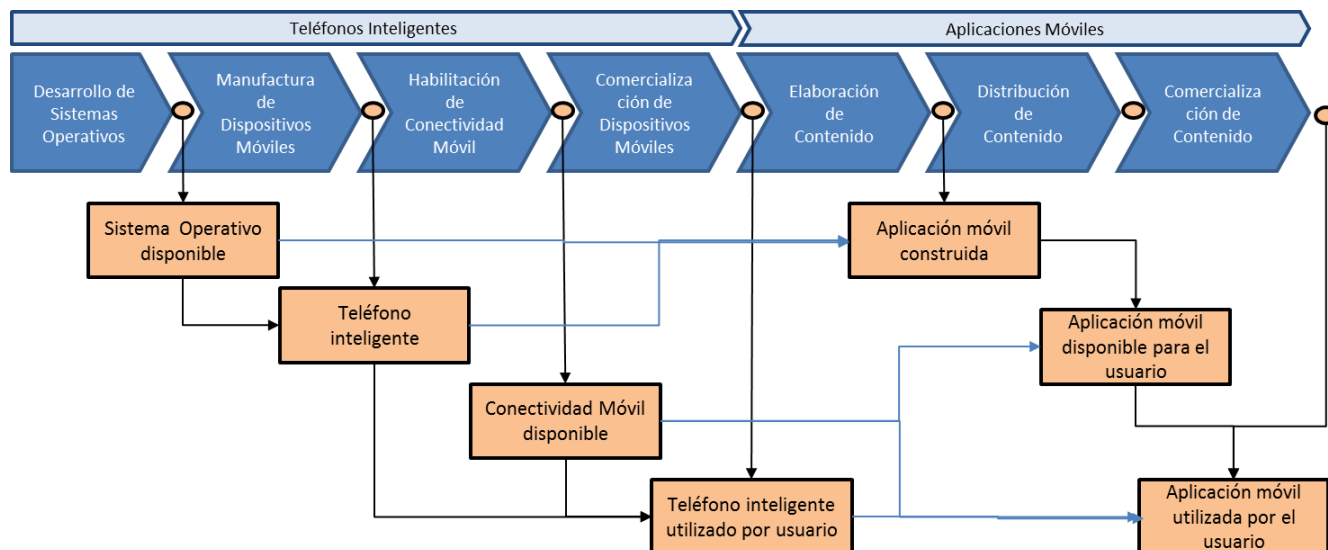 Teléfonos Inteligentes
Aplicaciones Móviles
Desarrollo de
Sistemas
Operativos
Manufactura
de
Dispositivos
Móviles
Habilitación
de
Conectividad
Móvil
Comercializa
ción de
Dispositivos
Móviles
Elaboración
de
Contenido
Distribución
de
Contenido
Comercializa
ción de
Contenido
Sistema Operativo
disponible
Aplicación móvil
construida
Teléfono
inteligente
Aplicación móvil
disponible para el
usuario
Conectividad Móvil
disponible
Teléfono inteligente
utilizado por usuario
Aplicación móvil
utilizada por el
usuario